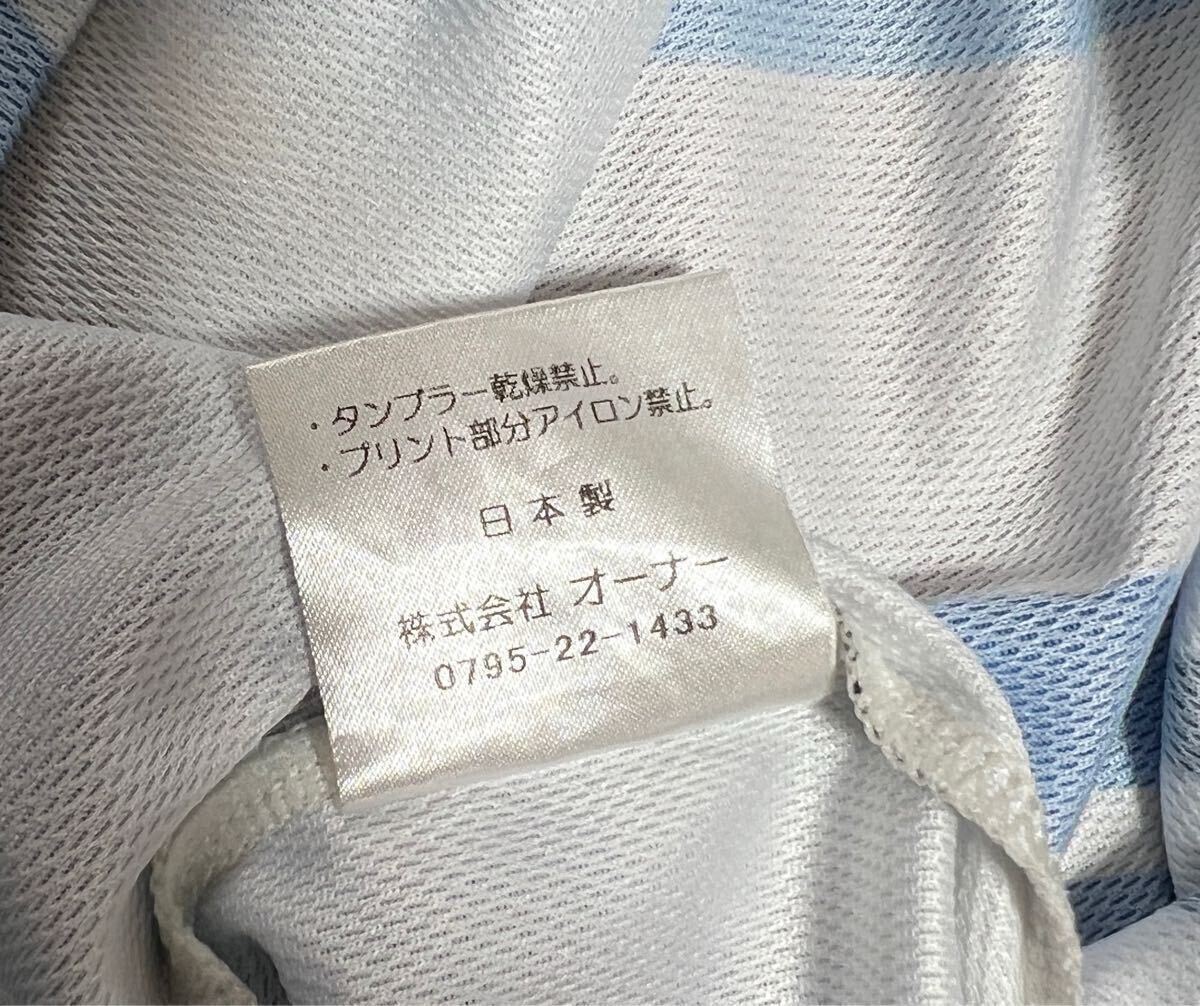 ・タンブラー乾燥禁止。
・プリント部分アイロン禁止。
日本製
株式会社 オーナー
0795-22-1433